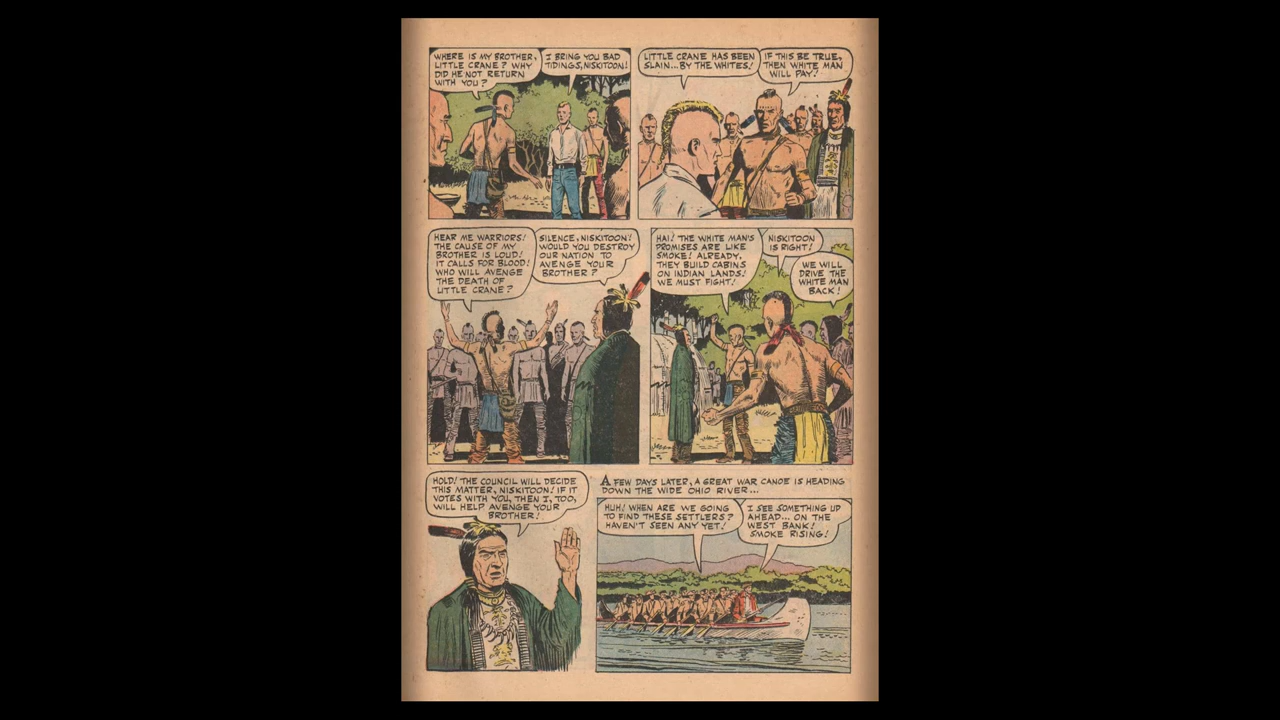 WHERE IS MY BROTHER,
LITTLE CRANE? WHY
DID HE NOT RETURN
WITH YOU?
I BRING YOU BAD
TIDINGS, NISKITOON!
LITTLE CRANE HAS BEEN
SLAIN... BY THE WHITES!
IF THIS BE TRUE,
THEN WHITE MAN
WILL PAY!
HEAR ME WARRIORS!
THE CAUSE OF MY
BROTHER IS LOUD!
IT CALLS FOR BLOOD!
WHO WILL AVENGE
THE DEATH OF
LITTLE CRANE?
SILENCE, NISKITOON!
WOULD YOU DESTROY
OUR NATION TO
AVENGE YOUR
BROTHER?
HAI! THE WHITE MAN'S
PROMISES ARE LIKE
SMOKE! ALREADY,
THEY BUILD CABINS
ON INDIAN LANDS!
WE MUST FIGHT!
NISKITOON
IS RIGHT!
WE WILL
DRIVE THE
WHITE MAN
BACK!
HOLD! THE COUNCIL WILL DECIDE
THIS MATTER, NISKITOON! IF IT
VOTES WITH YOU, THEN I, TOO,
WILL HELP AVENGE YOUR
BROTHER!
A FEW DAYS LATER, A GREAT WAR CANOE IS HEADING
DOWN THE WIDE OHIO RIVER...
HUH! WHEN ARE WE GOING
TO FIND THESE SETTLERS?
HAVEN'T SEEN ANY YET!
I SEE SOMETHING UP
AHEAD... ON THE
WEST BANK!
SMOKE RISING!